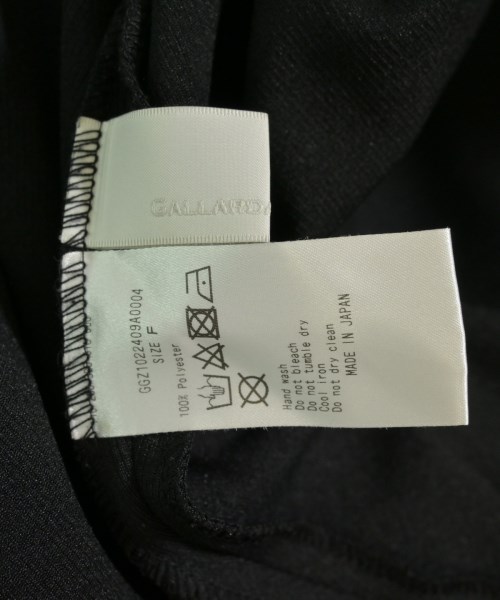 GALLARDA
GGZ1022409A0004
SIZE F
100% Polyester
Hand wash
Do not bleach
Do not tumble dry
Cool iron
Do not dry clean
MADE IN JAPAN